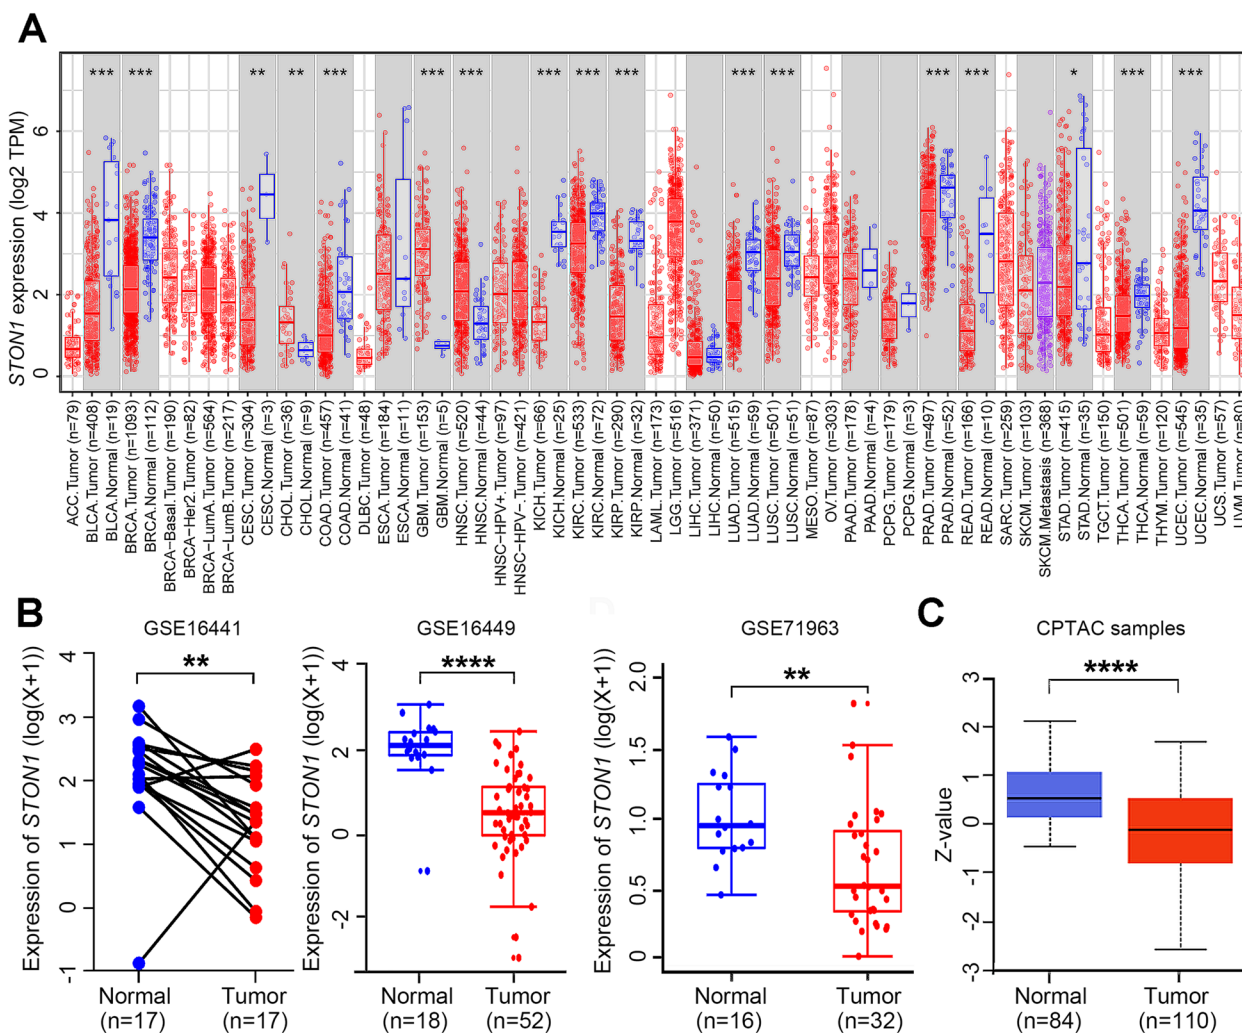 A
STON1 expression (log2 TPM)
*** *** ** ** *** *** *** *** *** *** *** *** *** *** * *** ***
6
4
2
0
ACC.Tumor (n=79)
BLCA.Tumor (n=408)
BLCA.Normal (n=19)
BRCA.Tumor (n=1093)
BRCA.Normal (n=112)
BRCA-Basal.Tumor (n=190)
BRCA-Her2.Tumor (n=82)
BRCA-LumA.Tumor (n=564)
BRCA-LumB.Tumor (n=217)
CESC.Tumor (n=304)
CESC.Normal (n=3)
CHOL.Tumor (n=36)
CHOL.Normal (n=9)
COAD.Tumor (n=457)
COAD.Normal (n=41)
DLBC.Tumor (n=48)
ESCA.Tumor (n=184)
ESCA.Normal (n=11)
GBM.Tumor (n=153)
GBM.Normal (n=5)
HNSC.Tumor (n=520)
HNSC.Normal (n=44)
HNSC-HPV+.Tumor (n=97)
HNSC-HPV-.Tumor (n=421)
KICH.Tumor (n=66)
KICH.Normal (n=25)
KIRC.Tumor (n=533)
KIRC.Normal (n=72)
KIRP.Tumor (n=290)
KIRP.Normal (n=32)
LAML.Tumor (n=173)
LGG.Tumor (n=516)
LIHC.Tumor (n=371)
LIHC.Normal (n=50)
LUAD.Tumor (n=515)
LUAD.Normal (n=59)
LUSC.Tumor (n=501)
LUSC.Normal (n=51)
MESO.Tumor (n=87)
OV.Tumor (n=303)
PAAD.Tumor (n=178)
PAAD.Normal (n=4)
PCPG.Tumor (n=179)
PCPG.Normal (n=3)
PRAD.Tumor (n=497)
PRAD.Normal (n=52)
READ.Tumor (n=166)
READ.Normal (n=10)
SARC.Tumor (n=259)
SKCM.Tumor (n=103)
SKCM.Metastasis (n=368)
STAD.Tumor (n=415)
STAD.Normal (n=35)
TGCT.Tumor (n=150)
THCA.Tumor (n=501)
THCA.Normal (n=59)
THYM.Tumor (n=120)
UCEC.Tumor (n=545)
UCEC.Normal (n=35)
UCS.Tumor (n=57)
UVM.Tumor (n=80)
B
GSE16441
**
Expression of STON1 (log(X+1))
4
3
2
1
0
-1
Normal
(n=17)
Tumor
(n=17)
GSE16449
****
Expression of STON1 (log(X+1))
4
2
0
-2
Normal
(n=18)
Tumor
(n=52)
GSE71963
**
Expression of STON1 (log(X+1))
2.0
1.5
1.0
0.5
0
Normal
(n=16)
Tumor
(n=32)
C
CPTAC samples
****
Z-value
3
2
1
0
-1
-2
-3
Normal
(n=84)
Tumor
(n=110)